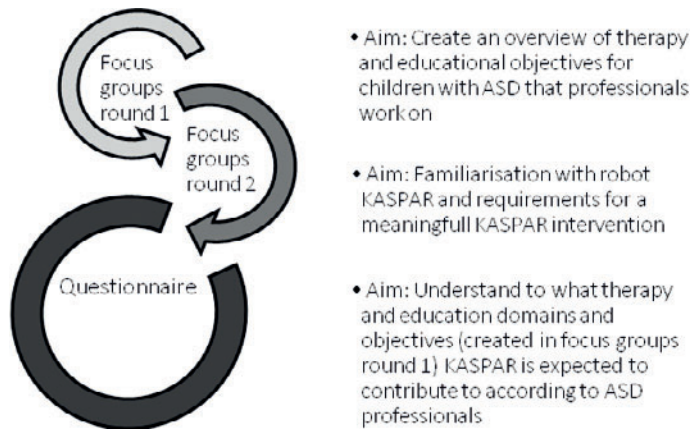 Focus
groups
round 1
Focus
groups
round 2
Questionnaire
• Aim: Create an overview of therapy
and educational objectives for
children with ASD that professionals
work on
• Aim: Familiarisation with robot
KASPAR and requirements for a
meaningfull KASPAR intervention
• Aim: Understand to what therapy
and education domains and
objectives (created in focus groups
round 1) KASPAR is expected to
contribute to according to ASD
professionals